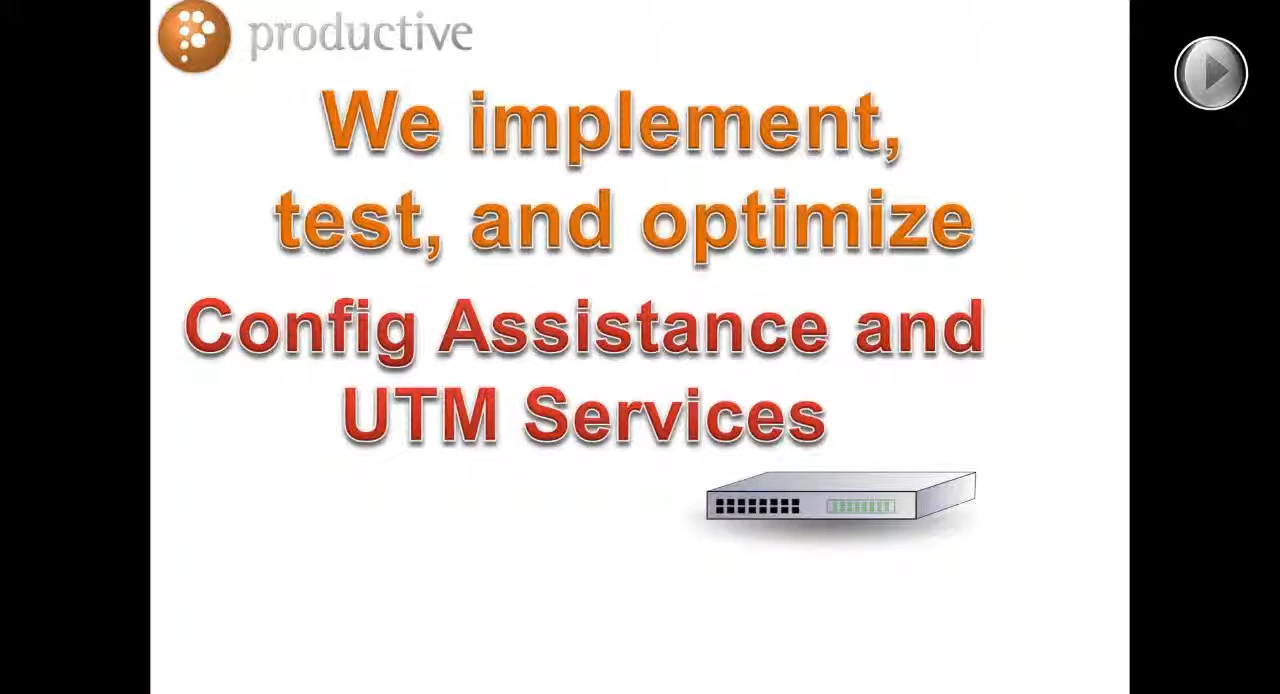 productive
We implement,
test, and optimize
Config Assistance and
UTM Services